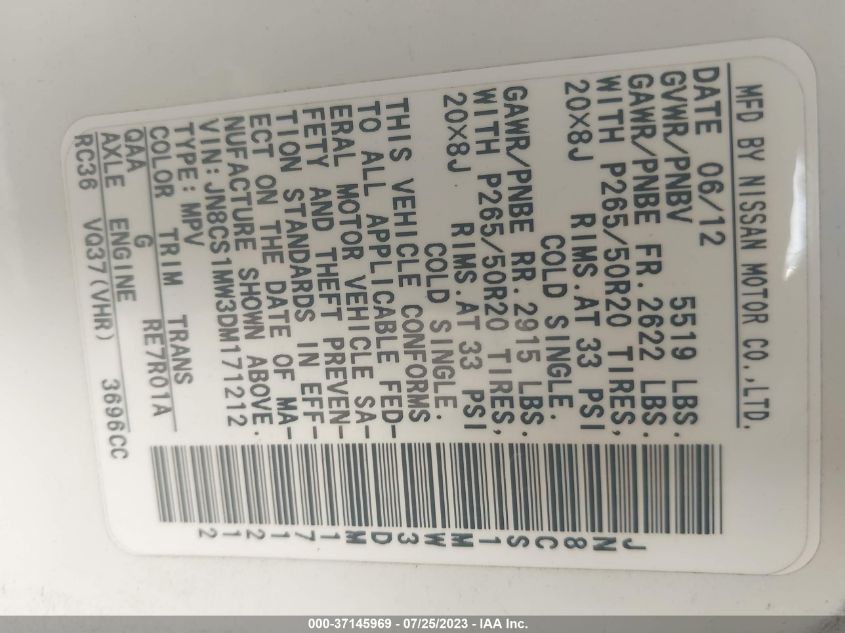 MFD BY NISSAN MOTOR CO.,LTD.
DATE 06/12
GVWR/PNBV 5519 LBS.
GAWR/PNBE FR. 2622 LBS.
WITH P265/50R20 TIRES,
20X8J RIMS.AT 33 PSI
COLD SINGLE.
GAWR/PNBE RR. 2915 LBS.
WITH P265/50R20 TIRES,
20X8J RIMS.AT 33 PSI
COLD SINGLE.
THIS VEHICLE CONFORMS
TO ALL APPLICABLE FED-
ERAL MOTOR VEHICLE SA-
FETY AND THEFT PREVEN-
TION STANDARDS IN EFF-
ECT ON THE DATE OF MA-
NUFACTURE SHOWN ABOVE.
VIN: JN8CS1MW3DM171212
TYPE: MPV
COLOR TRIM TRANS
QAA G RE7R01A
AXLE ENGINE
RC36 VQ37(VHR) 3696CC
JN8CS1MW3DM171212
000-37145969 - 07/25/2023 - IAA Inc.